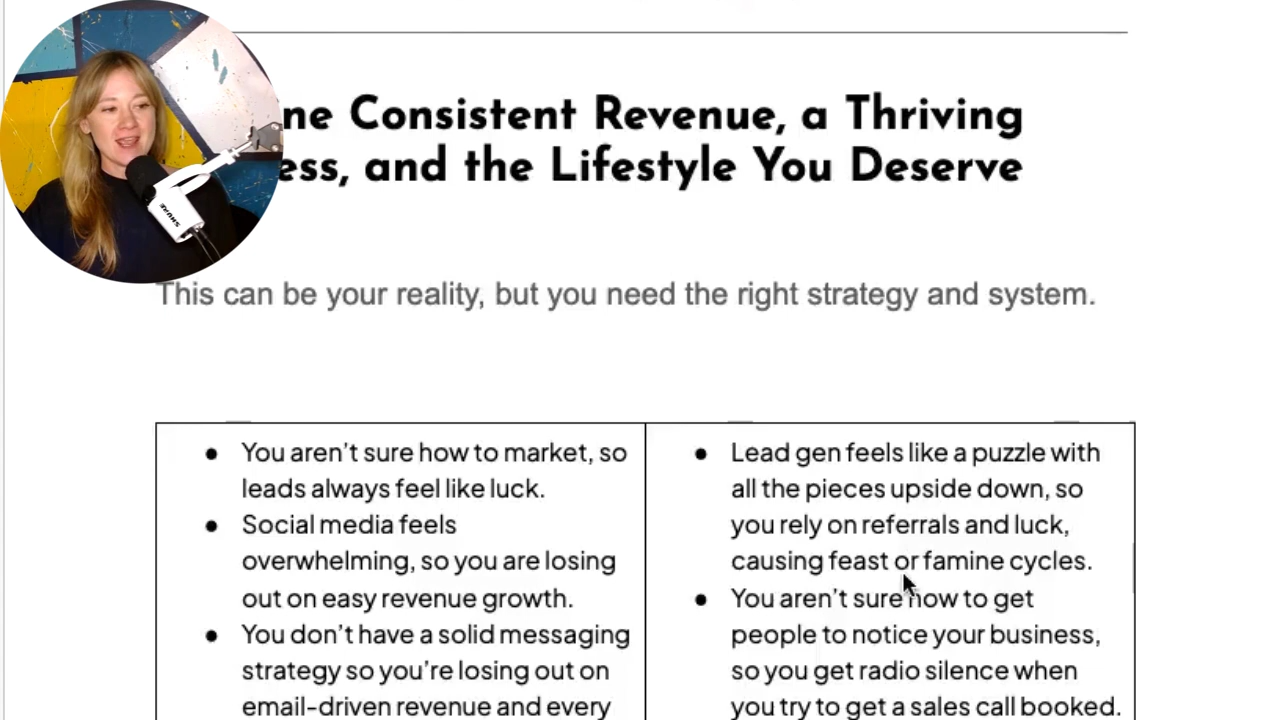 ne Consistent Revenue, a Thriving
ess, and the Lifestyle You Deserve
This can be your reality, but you need the right strategy and system.
● You aren’t sure how to market, so
leads always feel like luck.
● Social media feels
overwhelming, so you are losing
out on easy revenue growth.
● You don’t have a solid messaging
strategy so you’re losing out on
email-driven revenue and every
● Lead gen feels like a puzzle with
all the pieces upside down, so
you rely on referrals and luck,
causing feast or famine cycles.
● You aren’t sure how to get
people to notice your business,
so you get radio silence when
you try to get a sales call booked.
SHURE